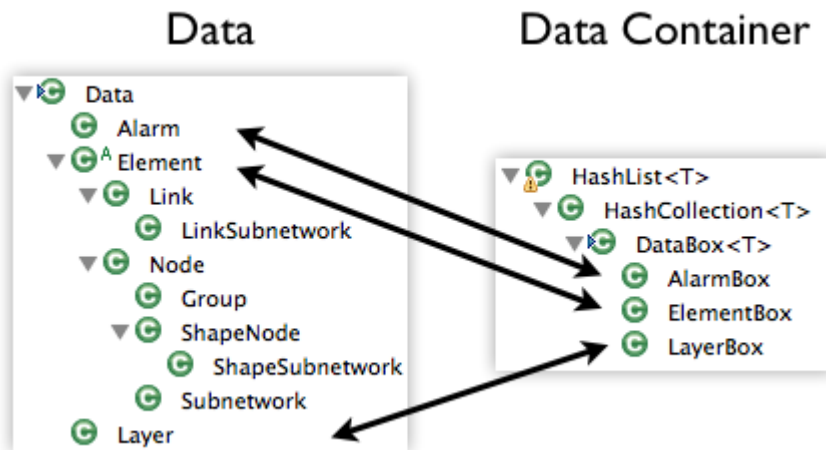 Data
Data
Alarm
Element
Link
LinkSubnetwork
Node
Group
ShapeNode
ShapeSubnetwork
Subnetwork
Layer
Data Container
HashList<T>
HashCollection<T>
DataBox<T>
AlarmBox
ElementBox
LayerBox